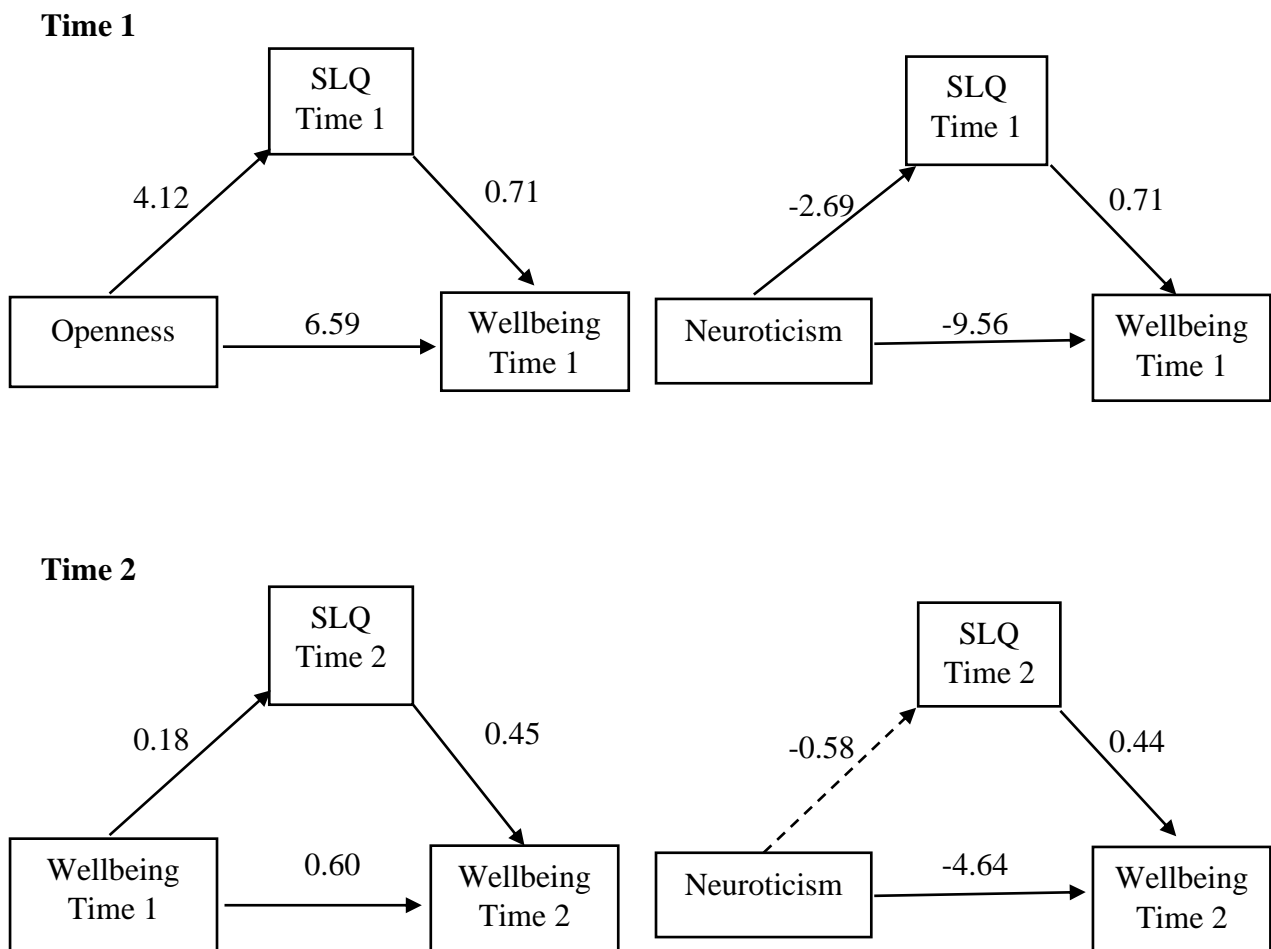 Time 1
SLQ
Time 1
4.12
0.71
Openness
6.59
Wellbeing
Time 1
SLQ
Time 1
-2.69
0.71
Neuroticism
-9.56
Wellbeing
Time 1
Time 2
SLQ
Time 2
0.18
0.45
Wellbeing
Time 1
0.60
Wellbeing
Time 2
SLQ
Time 2
-0.58
0.44
Neuroticism
-4.64
Wellbeing
Time 2